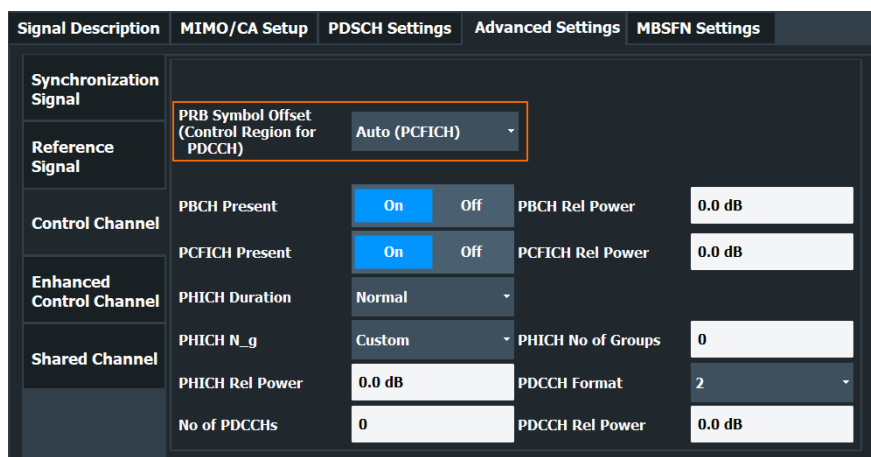 Signal Description MIMO/CA Setup PDSCH Settings Advanced Settings MBSFN Settings
Synchronization
Signal
Reference
Signal
Control Channel
Enhanced
Control Channel
Shared Channel
PRB Symbol Offset
(Control Region for
PDCCH)
Auto (PCFICH)
PBCH Present On Off PBCH Rel Power 0.0 dB
PCFICH Present On Off PCFICH Rel Power 0.0 dB
PHICH Duration Normal
PHICH N_g Custom PHICH No of Groups 0
PHICH Rel Power 0.0 dB PDCCH Format 2
No of PDCCHs 0 PDCCH Rel Power 0.0 dB